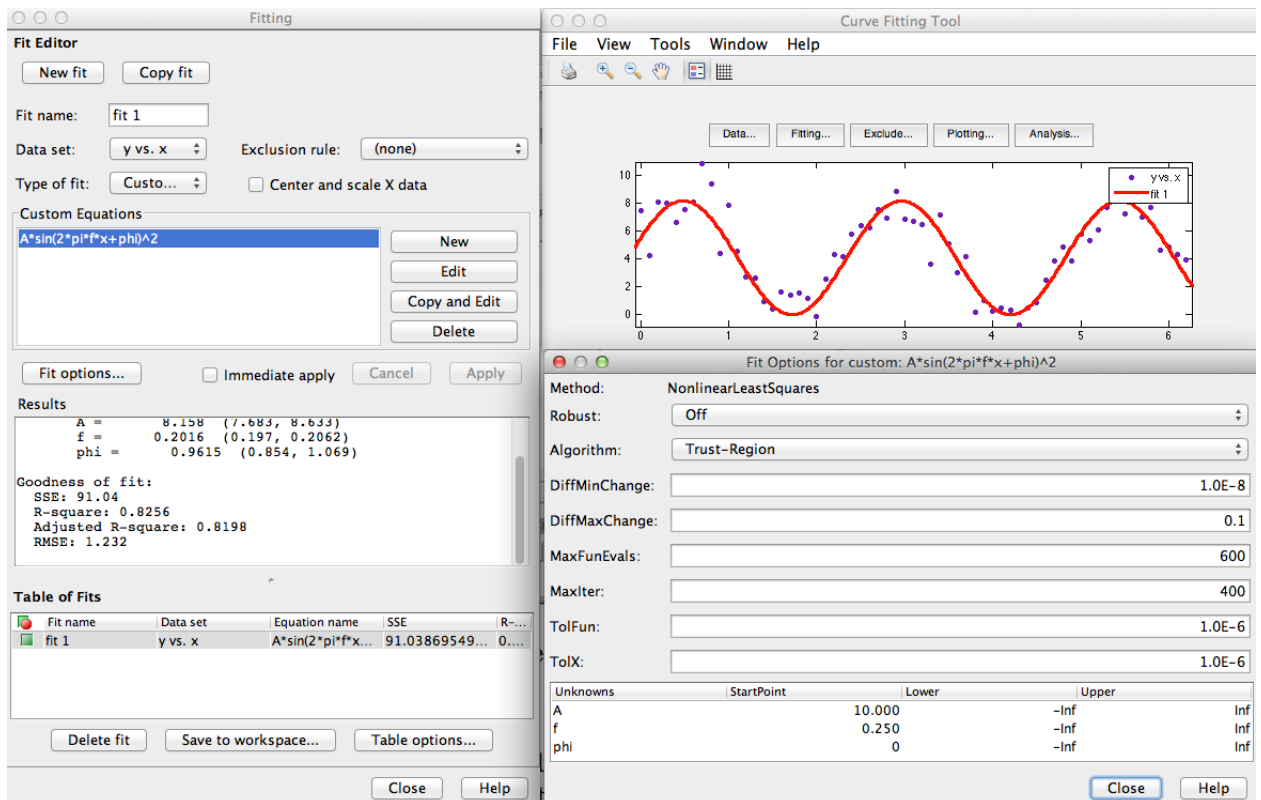 Fitting
Fit Editor
New fit Copy fit
Fit name: fit 1
Data set: y vs. x Exclusion rule: (none)
Type of fit: Custo... Center and scale X data
Custom Equations
A*sin(2*pi*f*x+phi)^2
New
Edit
Copy and Edit
Delete
Fit options... Immediate apply Cancel Apply
Results
A = 8.158 (7.683, 8.633)
f = 0.2016 (0.197, 0.2062)
phi = 0.9615 (0.854, 1.069)
Goodness of fit:
SSE: 91.04
R-square: 0.8256
Adjusted R-square: 0.8198
RMSE: 1.232
Table of Fits
Fit name Data set Equation name SSE R-...
fit 1 y vs. x A*sin(2*pi*f*x... 91.03869549... 0....
Delete fit Save to workspace... Table options...
Close Help
Curve Fitting Tool
File View Tools Window Help
Data... Fitting... Exclude... Plotting... Analysis...
y vs. x
fit 1
10
8
6
4
2
0
0 1 2 3 4 5 6
Fit Options for custom: A*sin(2*pi*f*x+phi)^2
Method: NonlinearLeastSquares
Robust: Off
Algorithm: Trust-Region
DiffMinChange: 1.0E-8
DiffMaxChange: 0.1
MaxFunEvals: 600
MaxIter: 400
TolFun: 1.0E-6
TolX: 1.0E-6
Unknowns StartPoint Lower Upper
A 10.000 -Inf Inf
f 0.250 -Inf Inf
phi 0 -Inf Inf
Close Help